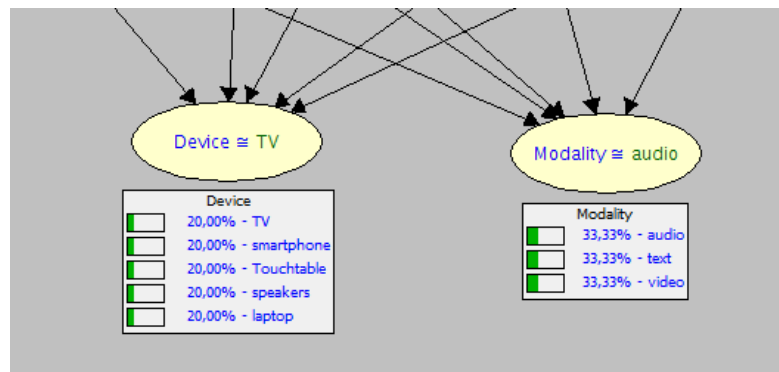 Device ≅ TV
Modality ≅ audio
Device
20,00% - TV
20,00% - smartphone
20,00% - Touchtable
20,00% - speakers
20,00% - laptop
Modality
33,33% - audio
33,33% - text
33,33% - video